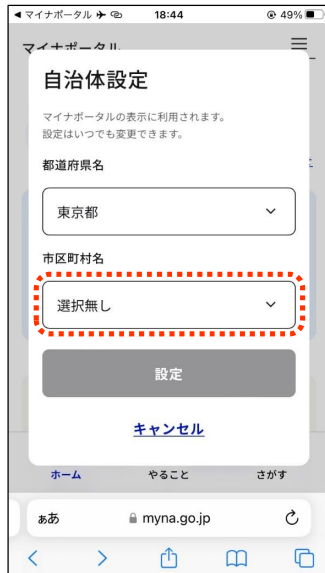 マイナポータル 18:44 49%
マイナポータル
自治体設定
マイナポータルの表示に利用されます。
設定はいつでも変更できます。
都道府県名
東京都
市区町村名
選択無し
設定
キャンセル
ホーム やること さがす
ぁあ myna.go.jp